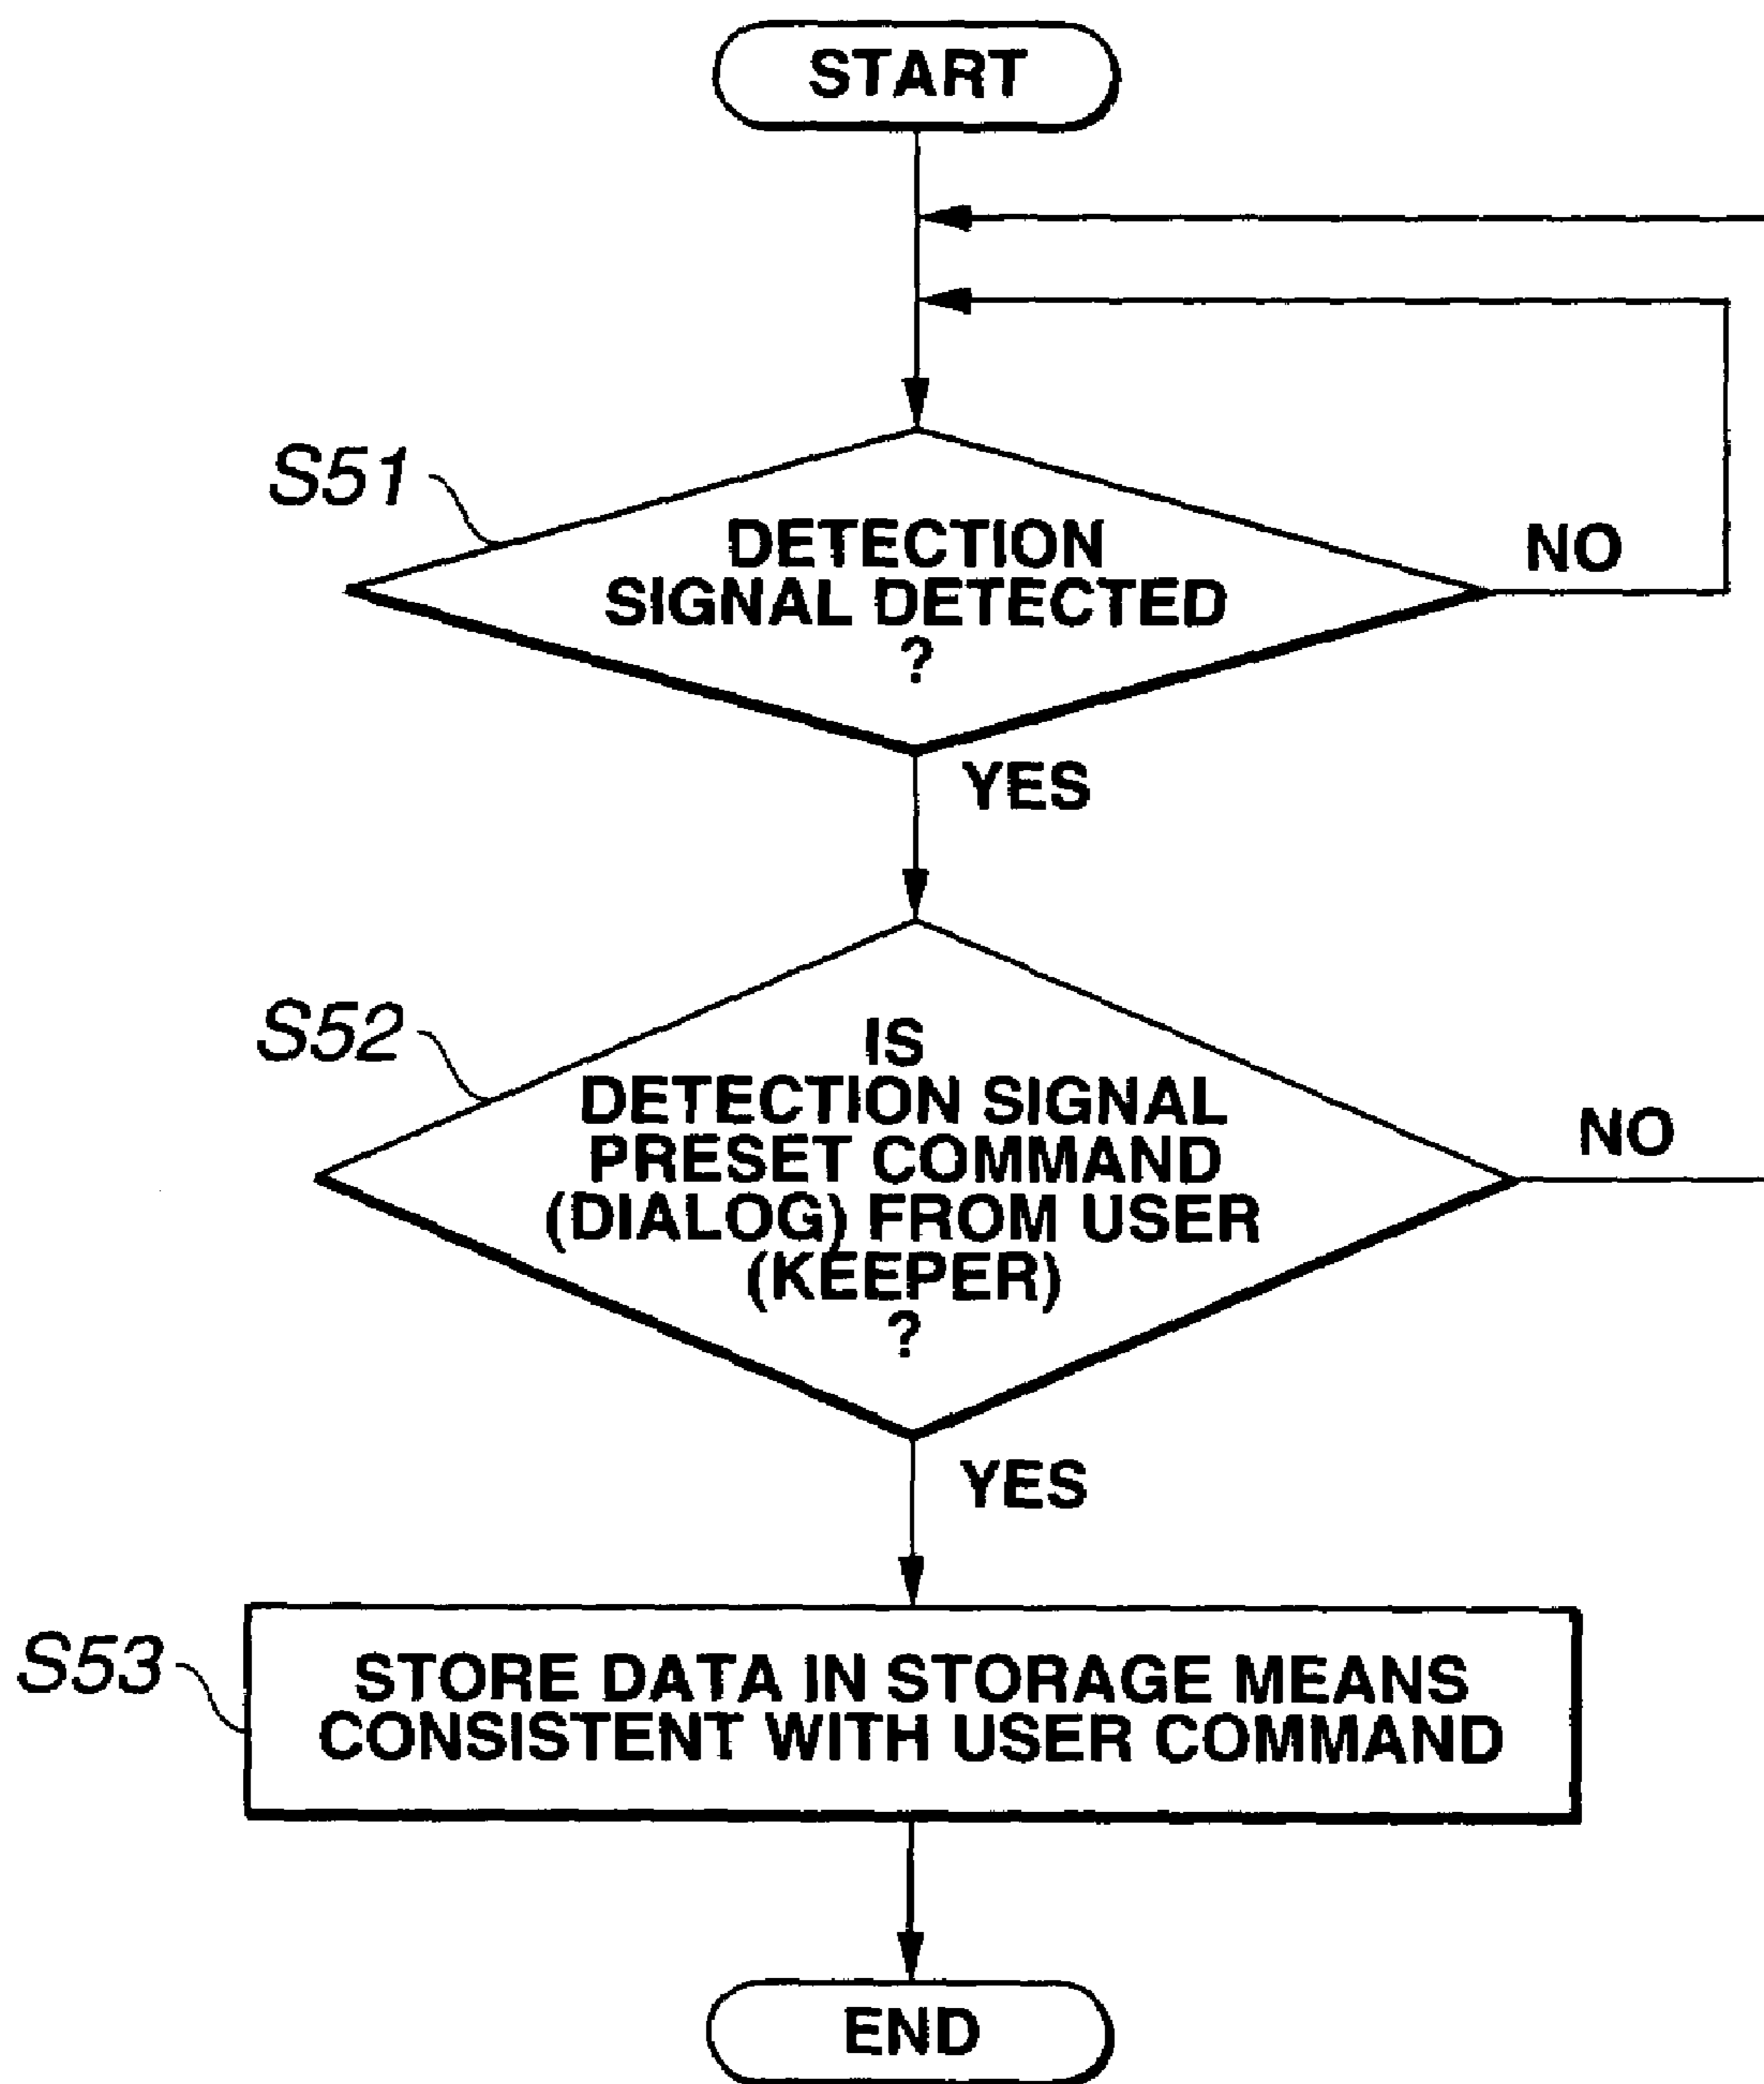 START
S51
DETECTION
SIGNAL DETECTED
?
NO
YES
S52
IS
DETECTION SIGNAL
PRESET COMMAND
(DIALOG) FROM USER
(KEEPER)
?
NO
YES
S53
STORE DATA IN STORAGE MEANS
CONSISTENT WITH USER COMMAND
END